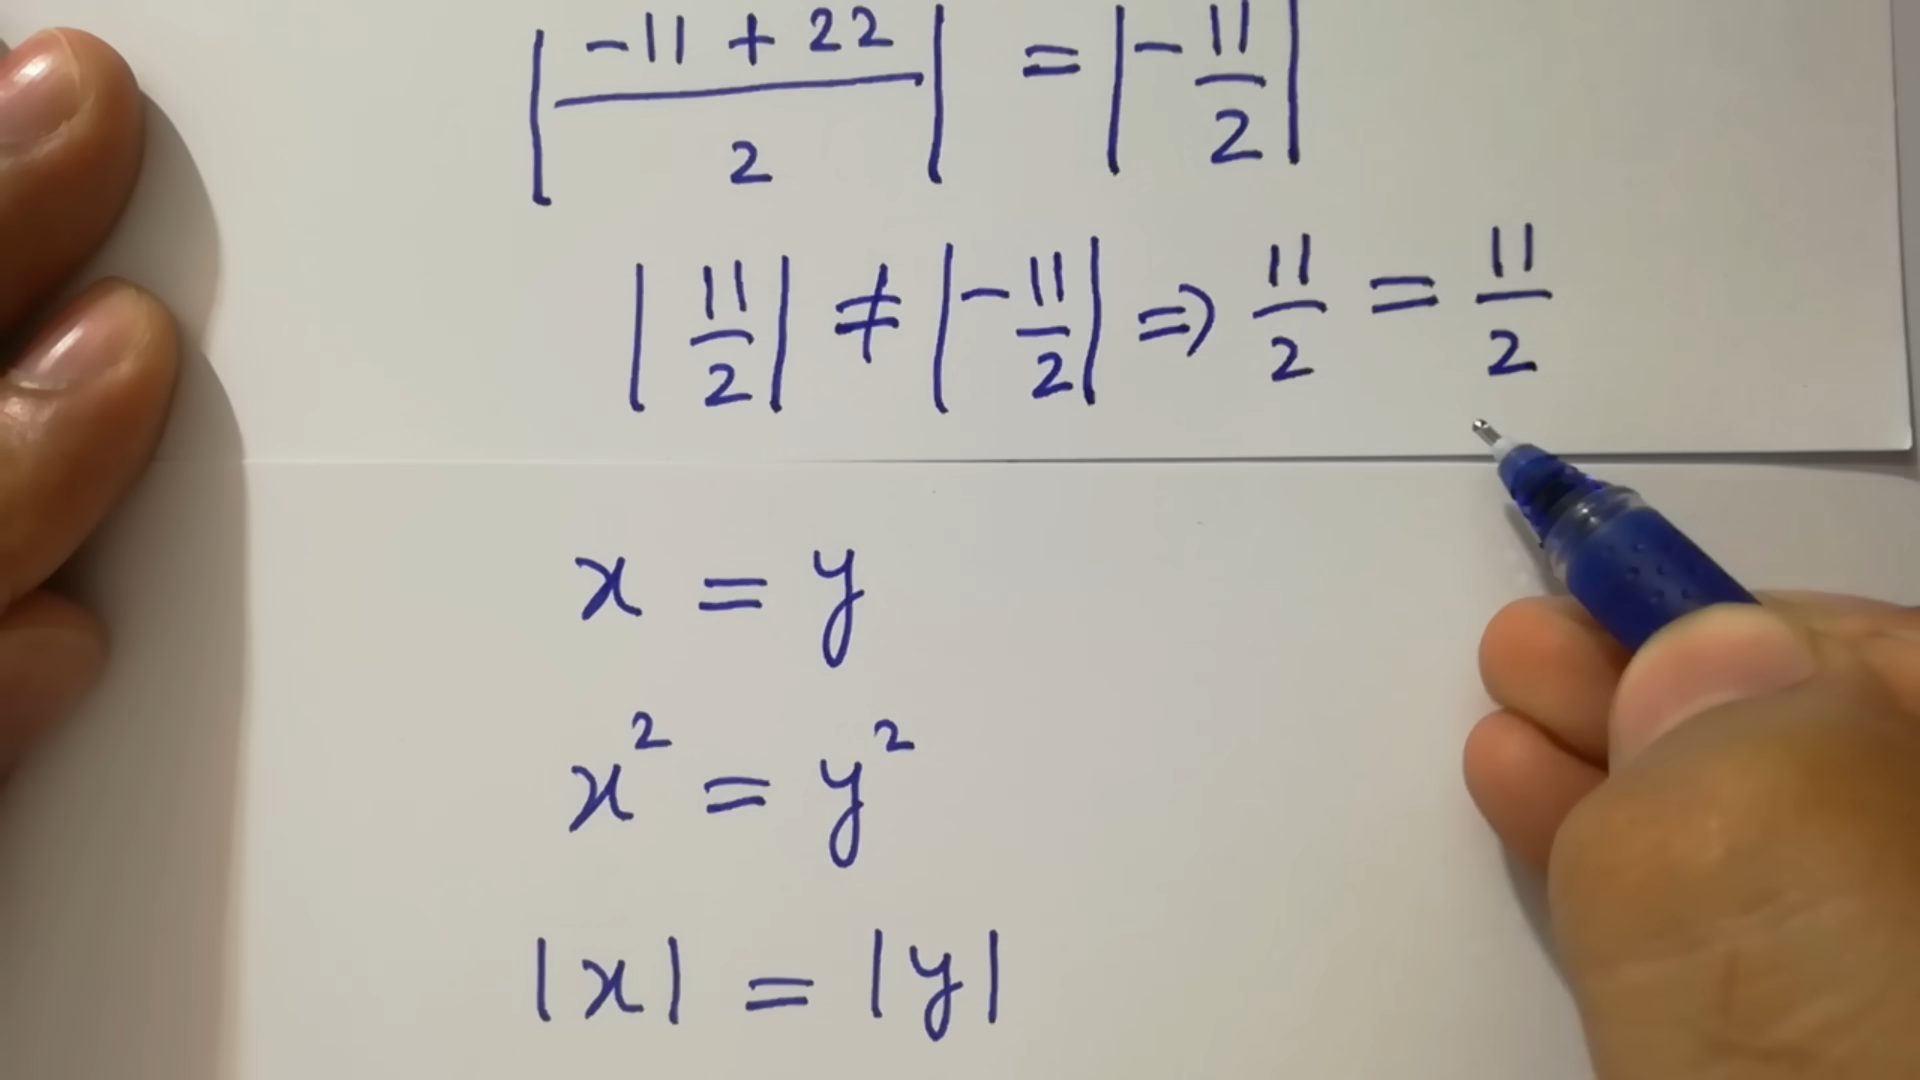 |(-11 + 22)/2| = |-11/2|
|11/2| ≠ |-11/2| ⇒ 11/2 = 11/2
x = y
x² = y²
|x| = |y|